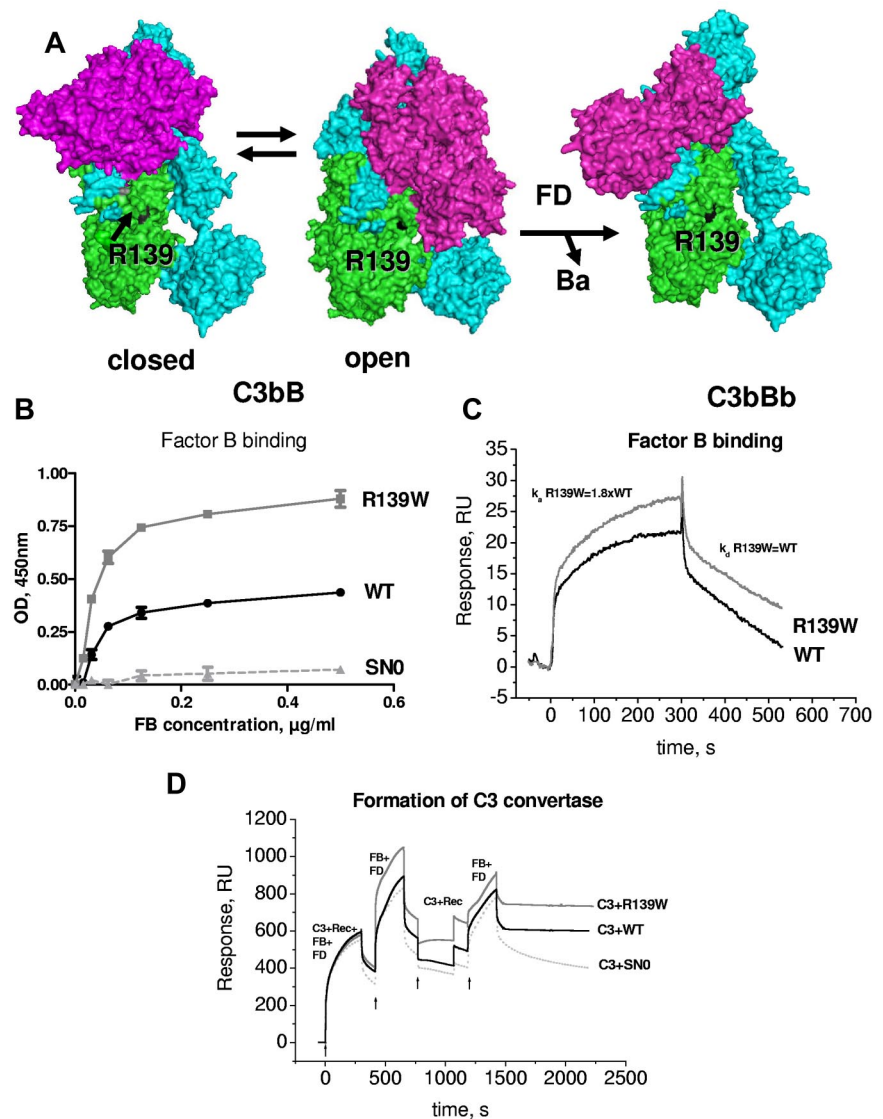 A
R139
R139
FD
Ba
R139
closed
open
C3bB
C3bBb
B
Factor B binding
OD, 450nm
1.00
0.75
0.50
0.25
0.00
0.0
0.2
0.4
0.6
R139W
WT
SN0
FB concentration, µg/ml
C
Factor B binding
Response, RU
35
30
25
20
15
10
5
0
-5
ka R139W=1.8xWT
kd R139W=WT
R139W
WT
0
100
200
300
400
500
600
700
time, s
D
Formation of C3 convertase
Response, RU
1200
1000
800
600
400
200
0
C3+Rec+
FB+
FD
FB+
FD
C3+Rec
FB+
FD
C3+R139W
C3+WT
C3+SN0
0
500
1000
1500
2000
2500
time, s